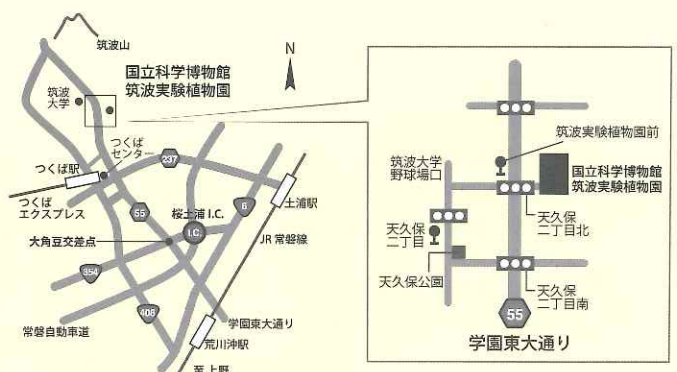 筑波山
国立科学博物館
筑波実験植物園
N
筑波
大学
つくば
センター
つくば駅
つくば
エクスプレス
237
55
桜土浦 I.C.
I.C.
6
土浦駅
JR 常磐線
大角豆交差点
354
408
常磐自動車道
学園東大通り
荒川沖駅
至 上野
筑波実験植物園前
筑波大学
野球場口
国立科学博物館
筑波実験植物園
天久保
二丁目
天久保
二丁目北
天久保公園
天久保
二丁目南
55
学園東大通り